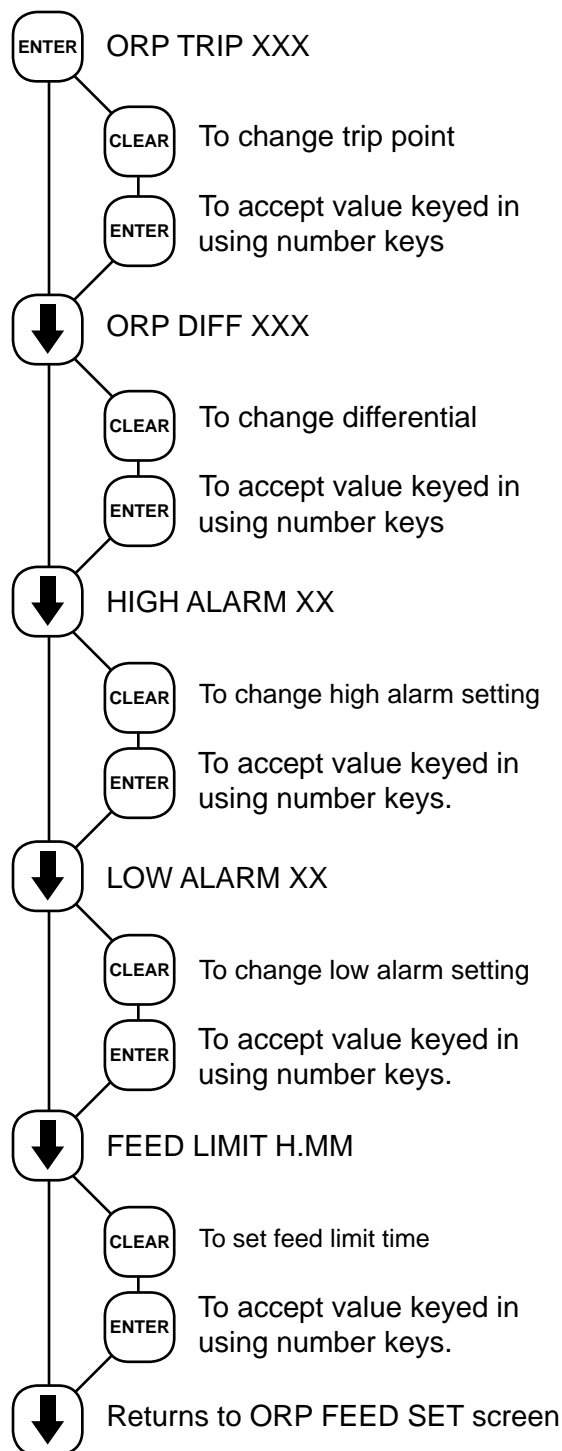 ENTER ORP TRIP XXX
CLEAR To change trip point
ENTER To accept value keyed in
using number keys
ORP DIFF XXX
CLEAR To change differential
ENTER To accept value keyed in
using number keys
HIGH ALARM XX
CLEAR To change high alarm setting
ENTER To accept value keyed in
using number keys.
LOW ALARM XX
CLEAR To change low alarm setting
ENTER To accept value keyed in
using number keys.
FEED LIMIT H.MM
CLEAR To set feed limit time
ENTER To accept value keyed in
using number keys.
Returns to ORP FEED SET screen